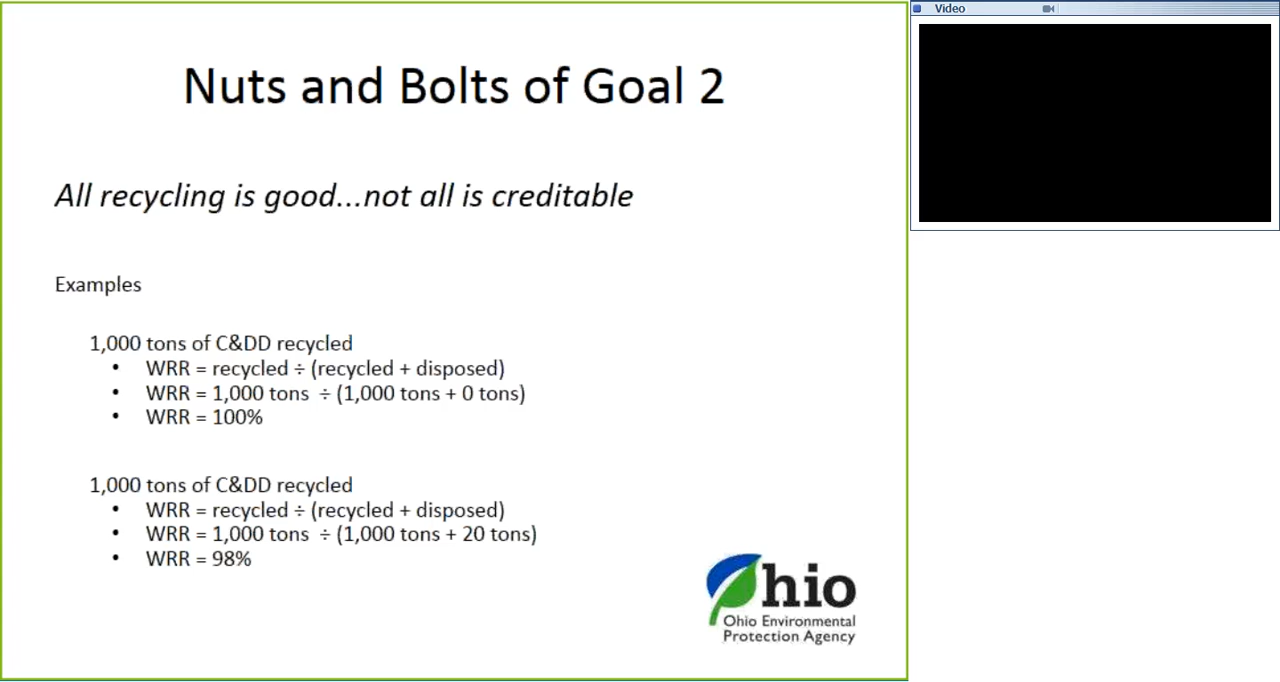 Nuts and Bolts of Goal 2
All recycling is good...not all is creditable
Examples
1,000 tons of C&DD recycled
• WRR = recycled ÷ (recycled + disposed)
• WRR = 1,000 tons ÷ (1,000 tons + 0 tons)
• WRR = 100%
1,000 tons of C&DD recycled
• WRR = recycled ÷ (recycled + disposed)
• WRR = 1,000 tons ÷ (1,000 tons + 20 tons)
• WRR = 98%
Ohio
Ohio Environmental
Protection Agency
Video